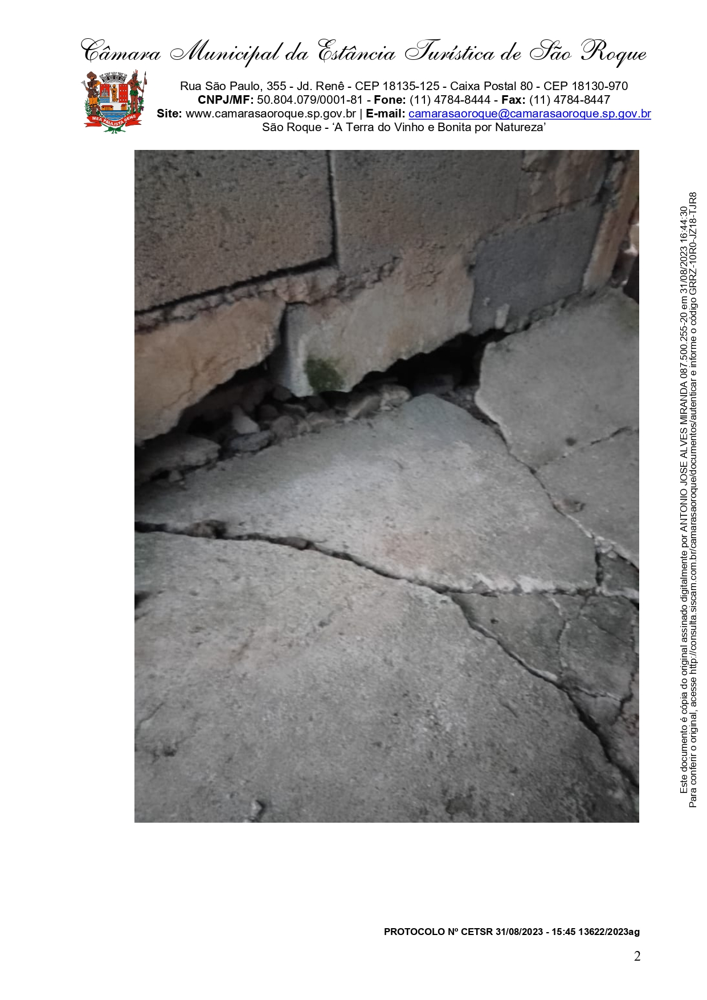 Câmara Municipal da Estância Turística de São Roque
Rua São Paulo, 355 - Jd. Renê - CEP 18135-125 - Caixa Postal 80 - CEP 18130-970
CNPJ/MF: 50.804.079/0001-81 - Fone: (11) 4784-8444 - Fax: (11) 4784-8447
Site: www.camarasaoroque.sp.gov.br | E-mail: camarasaoroque@camarasaoroque.sp.gov.br
São Roque - ‘A Terra do Vinho e Bonita por Natureza’
MEA PAULISTA GENS
Este documento é cópia do original assinado digitalmente por ANTONIO JOSE ALVES MIRANDA 087.500.255-20 em 31/08/2023 16:44:30
Para conferir o original, acesse http://consulta.siscam.com.br/camarasaoroque/documentos/autenticar e informe o código GRRZ-10R0-JZ18-TJR8
PROTOCOLO Nº CETSR 31/08/2023 - 15:45 13622/2023ag
2